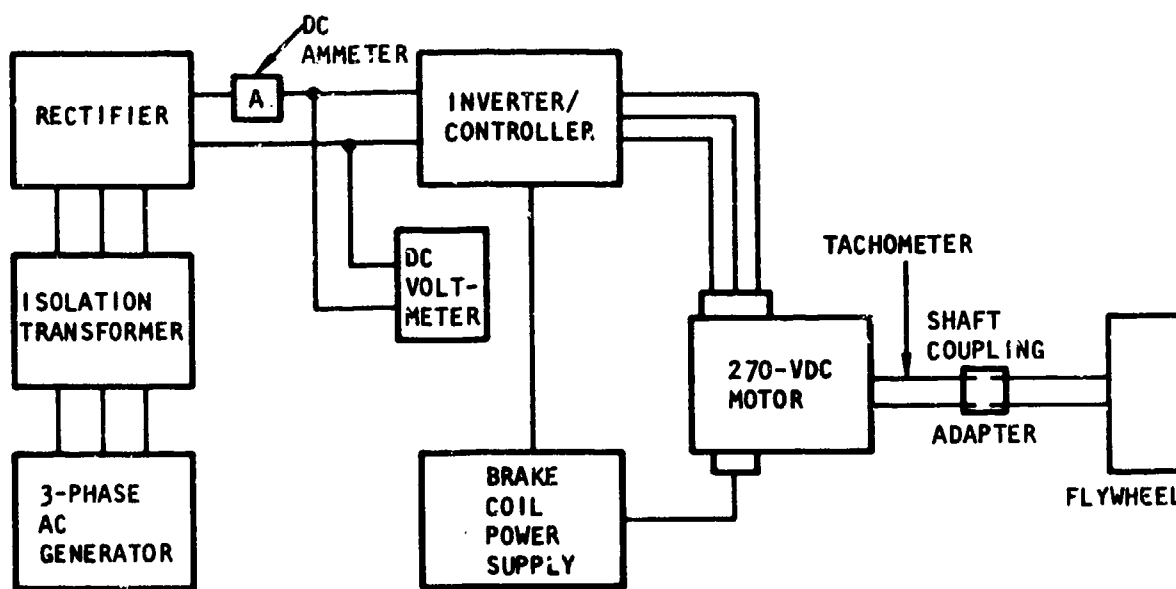 DC
AMMETER
RECTIFIER
A
INVERTER/
CONTROLLER
DC
VOLT-
METER
TACHOMETER
ISOLATION
TRANSFORMER
SHAFT
COUPLING
270-VDC
MOTOR
ADAPTER
3-PHASE
AC
GENERATOR
BRAKE
COIL
POWER
SUPPLY
FLYWHEEL